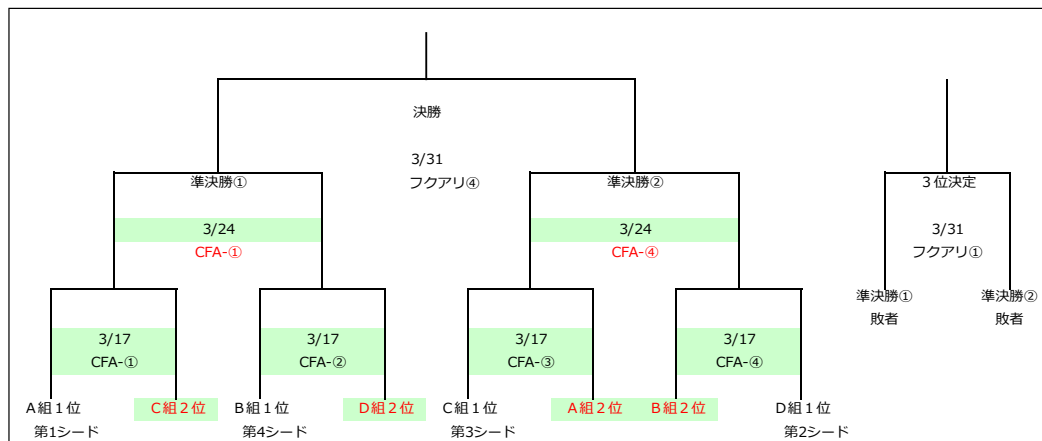 決勝
3/31
フクアリ④
準決勝①
準決勝②
３位決定
3/24
3/24
3/31
CFA-①
CFA-④
フクアリ①
準決勝①
準決勝②
敗者
敗者
3/17
3/17
3/17
3/17
CFA-①
CFA-②
CFA-③
CFA-④
Ａ組１位
Ｃ組２位
Ｂ組１位
Ｄ組２位
Ｃ組１位
Ａ組２位
Ｂ組２位
Ｄ組１位
第1シード
第4シード
第3シード
第2シード